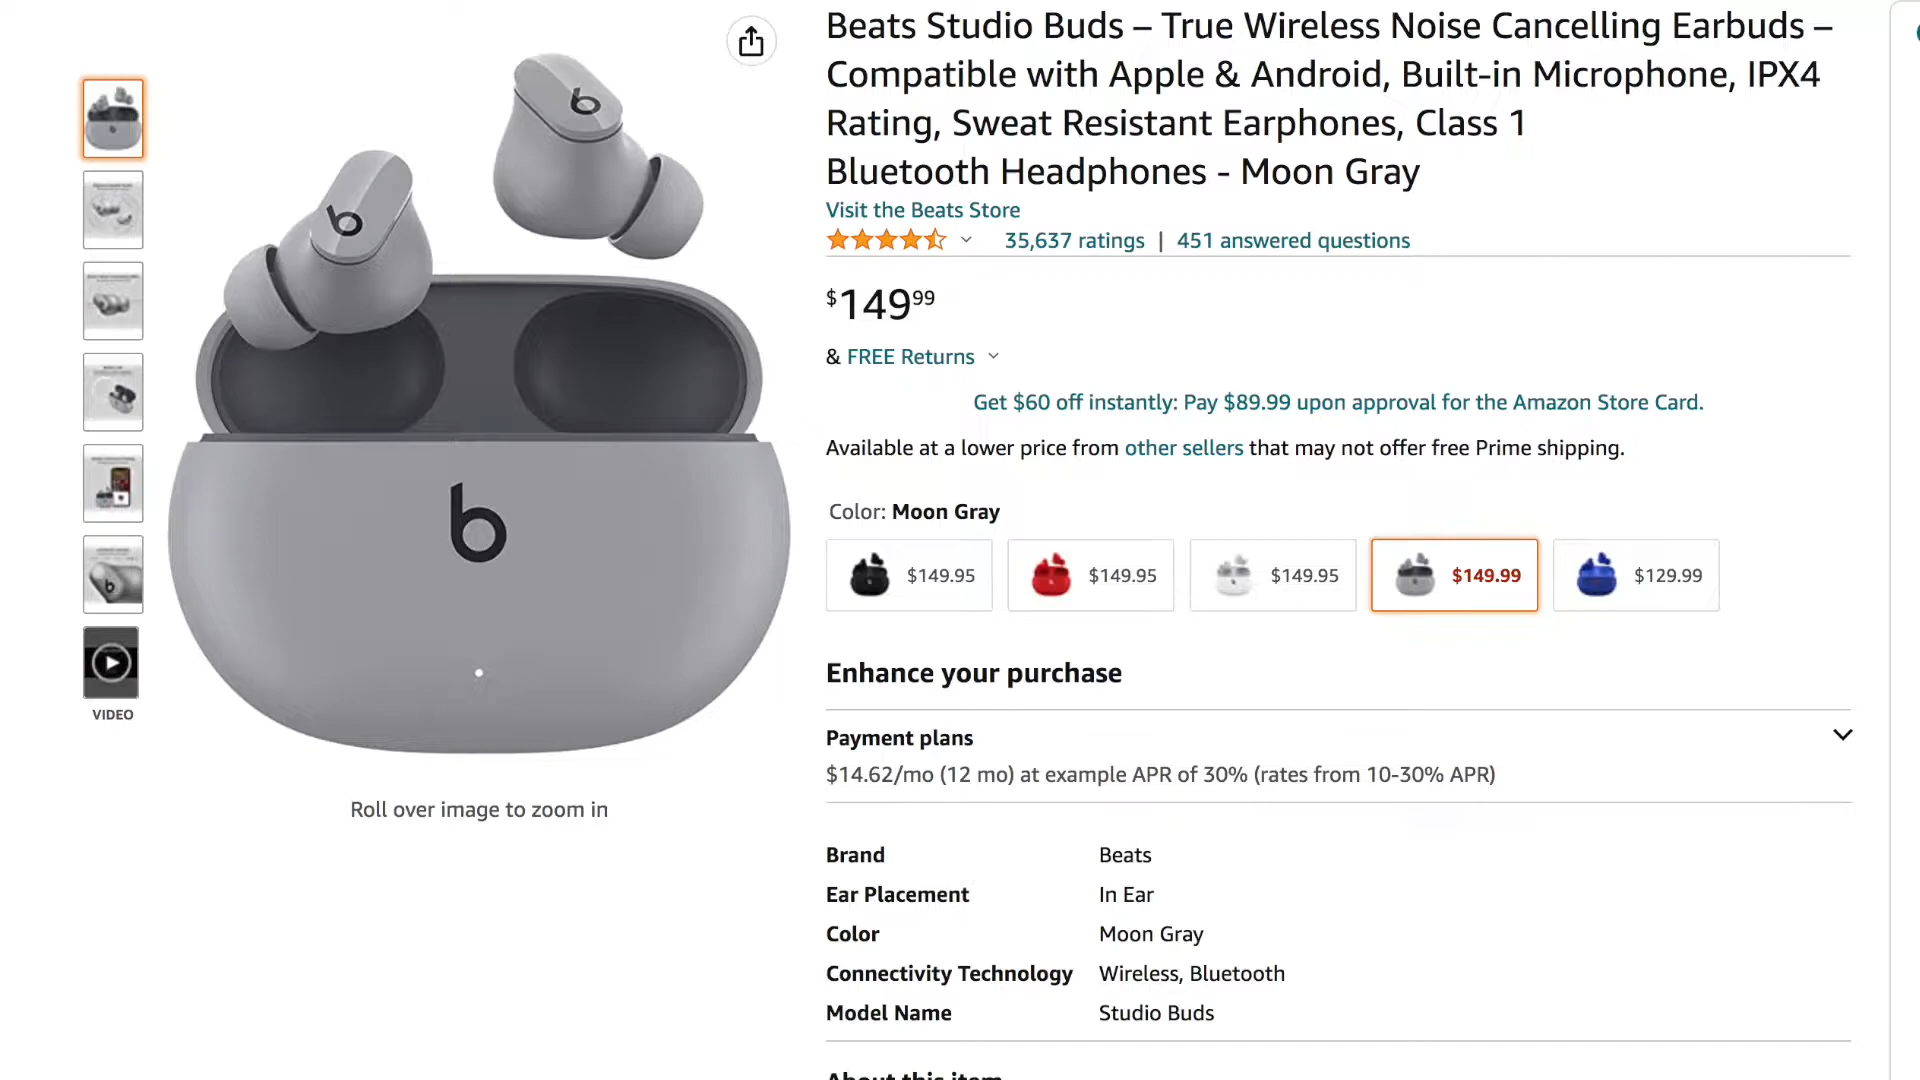 Beats Studio Buds – True Wireless Noise Cancelling Earbuds –
Compatible with Apple & Android, Built-in Microphone, IPX4
Rating, Sweat Resistant Earphones, Class 1
Bluetooth Headphones - Moon Gray
Visit the Beats Store
35,637 ratings | 451 answered questions
$149 99
& FREE Returns
Get $60 off instantly: Pay $89.99 upon approval for the Amazon Store Card.
Available at a lower price from other sellers that may not offer free Prime shipping.
Color: Moon Gray
$149.95 $149.95 $149.95 $149.99 $129.99
Enhance your purchase
Payment plans
$14.62/mo (12 mo) at example APR of 30% (rates from 10-30% APR)
Brand Beats
Ear Placement In Ear
Color Moon Gray
Connectivity Technology Wireless, Bluetooth
Model Name Studio Buds
About this item
b
b
b
VIDEO
Roll over image to zoom in